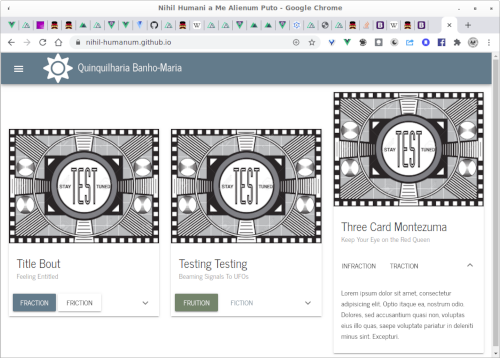 Nihil Humani a Me Alienum Puto - Google Chrome
nihil-humanum.github.io
Quinquilharia Banho-Maria
STAY TEST TUNED
Title Bout
Feeling Entitled
FRACTION FRICTION
STAY TEST TUNED
Testing Testing
Beaming Signals To UFOs
FRUITION FICTION
STAY TEST TUNED
Three Card Montezuma
Keep Your Eye on the Red Queen
INFRACTION TRACTION
Lorem ipsum dolor sit amet, consectetur
adipisicing elit. Optio itaque ea, nostrum odio.
Dolores, sed accusantium quasi non, voluptas
eius illo quas, saepe voluptate pariatur in deleniti
minus sint. Excepturi.